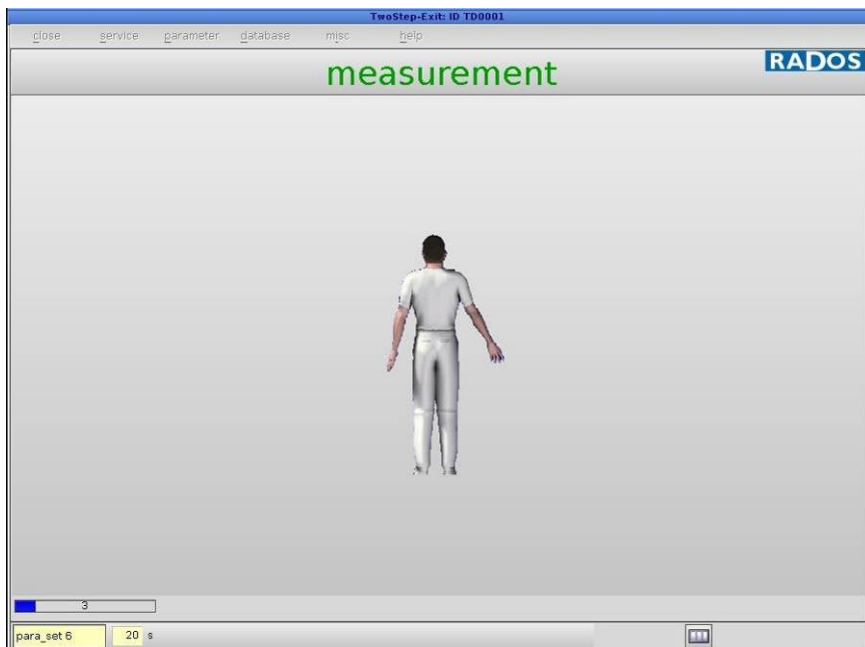 TwoStep-Exit: ID TD0001
close service parameter database misc help
measurement
RADOS
3
para_set 6 20 s